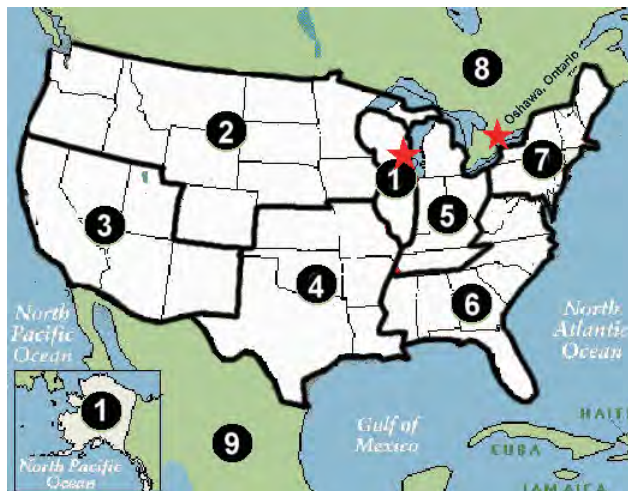 8
Oshawa, Ontario
2
7
1
5
3
4
6
North
Pacific
Ocean
North
Atlantic
Ocean
1
9
Gulf of
Mexico
HAITI
CUBA
North Pacific
Ocean
JAMAICA